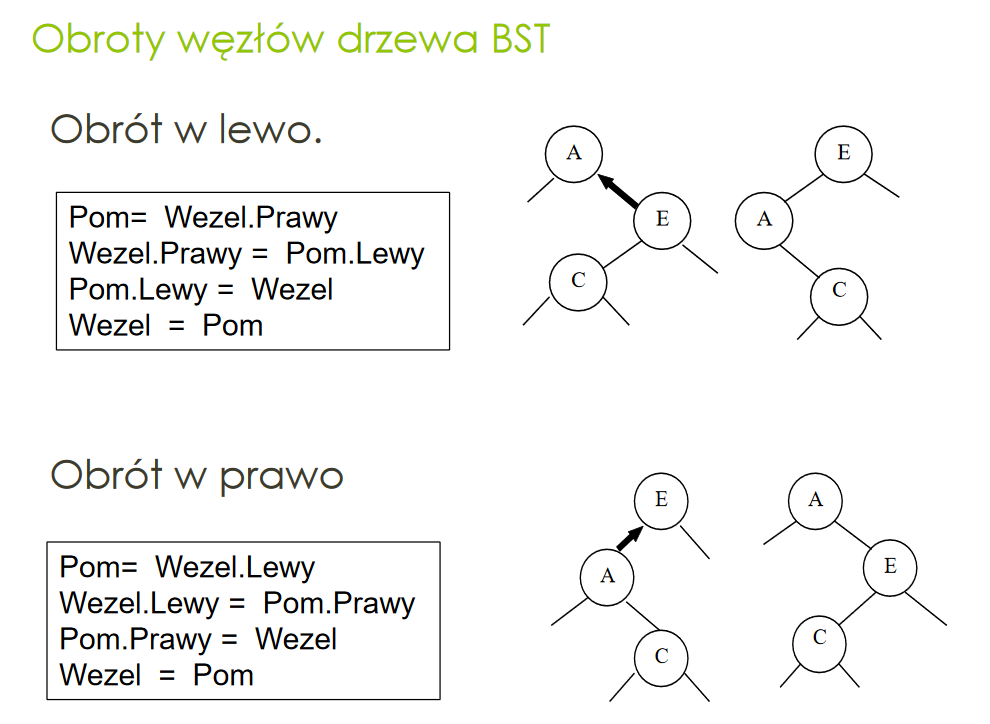 Obroty węzłów drzewa BST
Obrót w lewo.
Pom= Wezel.Prawy
Wezel.Prawy = Pom.Lewy
Pom.Lewy = Wezel
Wezel = Pom
A
E
C
E
A
C
Obrót w prawo
Pom= Wezel.Lewy
Wezel.Lewy = Pom.Prawy
Pom.Prawy = Wezel
Wezel = Pom
E
A
C
A
E
C